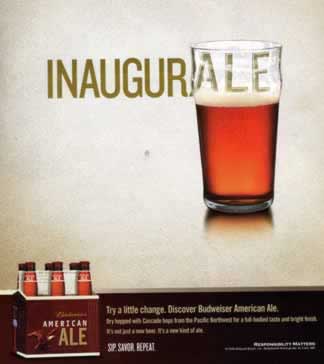 INAUGURALE
Try a little change. Discover Budweiser American Ale.
Dry hopped with Cascade hops from the Pacific Northwest for a full-bodied taste and bright finish.
It's not just a new beer. It's a new kind of ale.
SIP. SAVOR. REPEAT.
RESPONSIBILITY MATTERS
Budweiser
AMERICAN
ALE